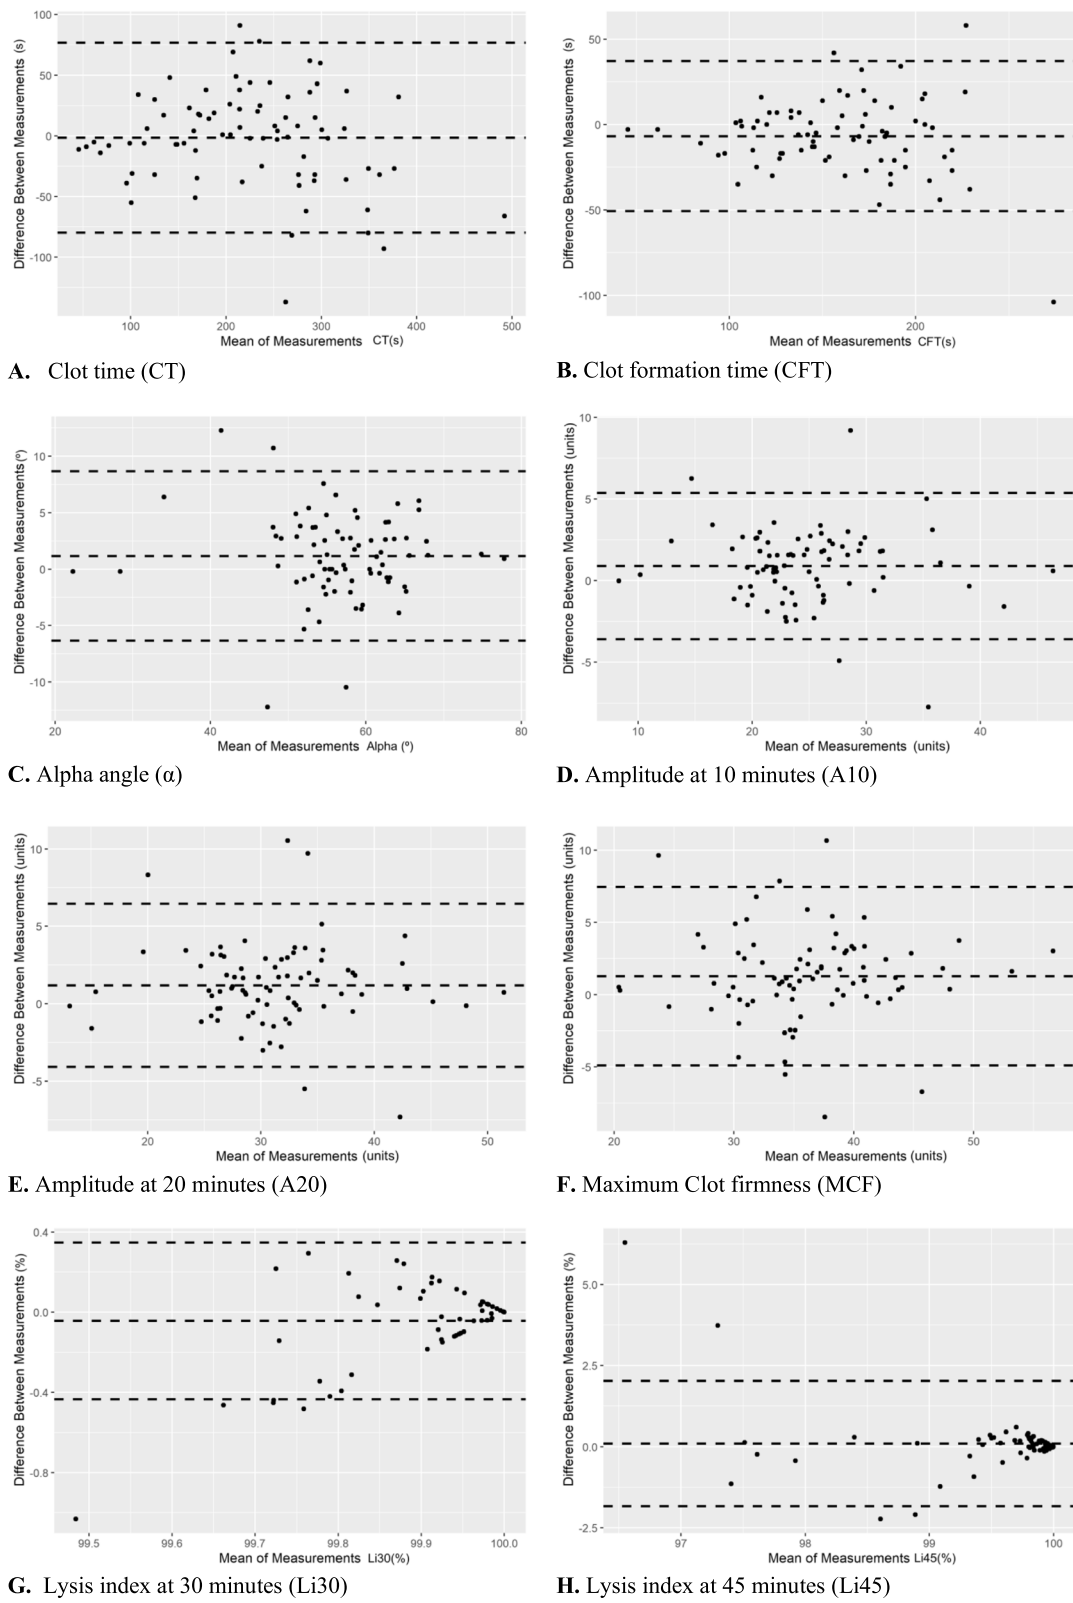 Difference Between Measurements (s)
100
50
0
-50
-100
100 200 300 400 500
Mean of Measurements CT(s)
A. Clot time (CT)
Difference Between Measurements (s)
50
0
-50
-100
100 200
Mean of Measurements CFT(s)
B. Clot formation time (CFT)
Difference Between Measurements(º)
10
5
0
-5
-10
20 40 60 80
Mean of Measurements Alpha (º)
C. Alpha angle (α)
Difference Between Measurements (units)
10
5
0
-5
10 20 30 40
Mean of Measurements (units)
D. Amplitude at 10 minutes (A10)
Difference Between Measurements (units)
10
5
0
-5
20 30 40 50
Mean of Measurements (units)
E. Amplitude at 20 minutes (A20)
Difference Between Measurements (units)
10
5
0
-5
20 30 40 50
Mean of Measurements (units)
F. Maximum Clot firmness (MCF)
Difference Between Measurements (%)
0.4
0.0
-0.4
-0.8
99.5 99.6 99.7 99.8 99.9 100.0
Mean of Measurements Li30(%)
G. Lysis index at 30 minutes (Li30)
Difference Between Measurements (%)
5.0
2.5
0.0
-2.5
97 98 99 100
Mean of Measurements Li45(%)
H. Lysis index at 45 minutes (Li45)